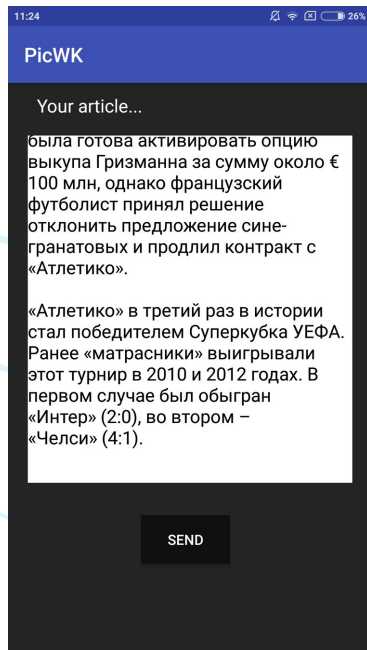 11:24
26%
PicWK
Your article...
была готова активировать опцию
выкупа Гризманна за сумму около €
100 млн, однако французский
футболист принял решение
отклонить предложение сине-
гранатовых и продлил контракт с
«Атлетико».
«Атлетико» в третий раз в истории
стал победителем Суперкубка УЕФА.
Ранее «матрасники» выигрывали
этот турнир в 2010 и 2012 годах. В
первом случае был обыгран
«Интер» (2:0), во втором –
«Челси» (4:1).
SEND